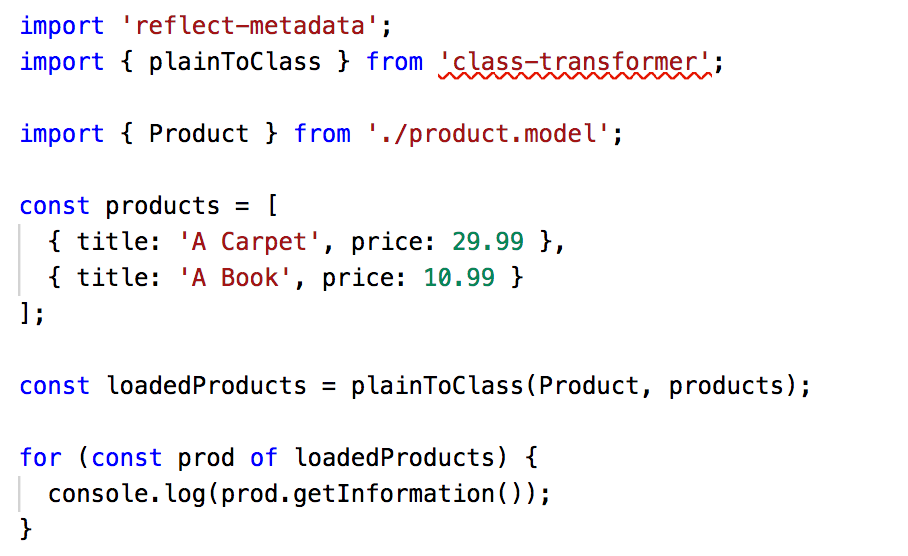 import 'reflect-metadata';
import { plainToClass } from 'class-transformer';
import { Product } from './product.model';
const products = [
{ title: 'A Carpet', price: 29.99 },
{ title: 'A Book', price: 10.99 }
];
const loadedProducts = plainToClass(Product, products);
for (const prod of loadedProducts) {
console.log(prod.getInformation());
}